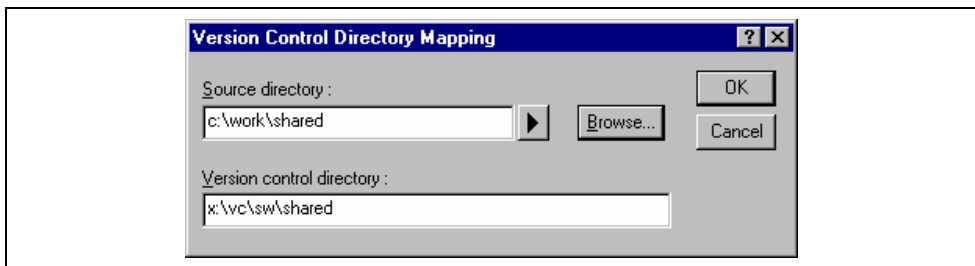 Version Control Directory Mapping
Source directory :
c:\work\shared
Browse...
OK
Cancel
Version control directory :
x:\vc\sw\shared